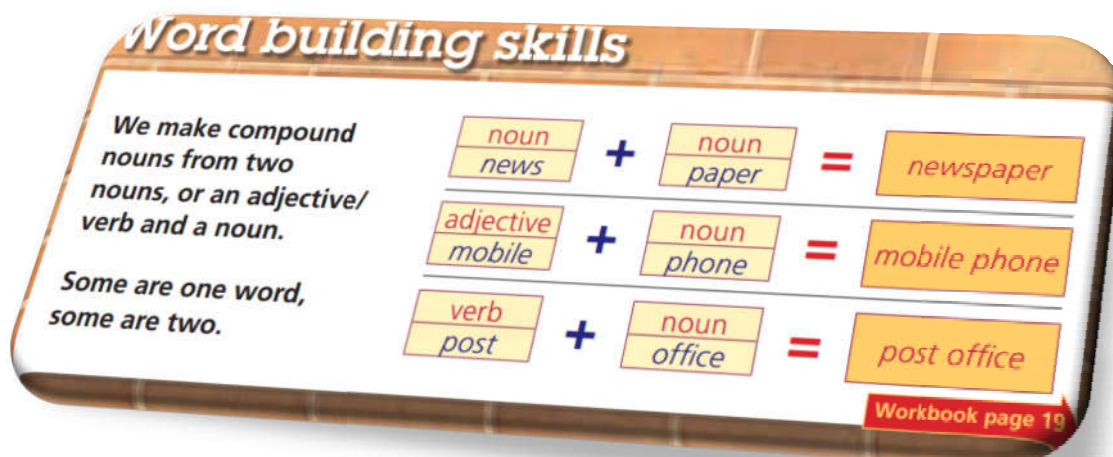 Word building skills
We make compound
nouns from two
nouns, or an adjective/
verb and a noun.
Some are one word,
some are two.
noun + noun = newspaper
news paper
adjective + noun = mobile phone
mobile phone
verb + noun = post office
post office
Workbook page 19